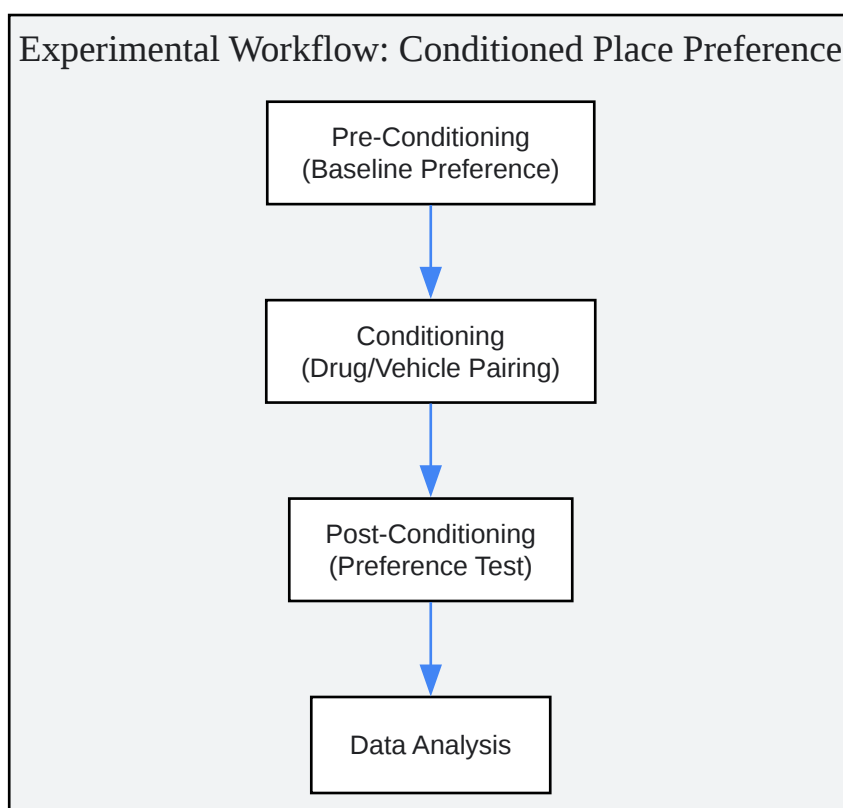 Experimental Workflow: Conditioned Place Preference
Pre-Conditioning
(Baseline Preference)
Conditioning
(Drug/Vehicle Pairing)
Post-Conditioning
(Preference Test)
Data Analysis